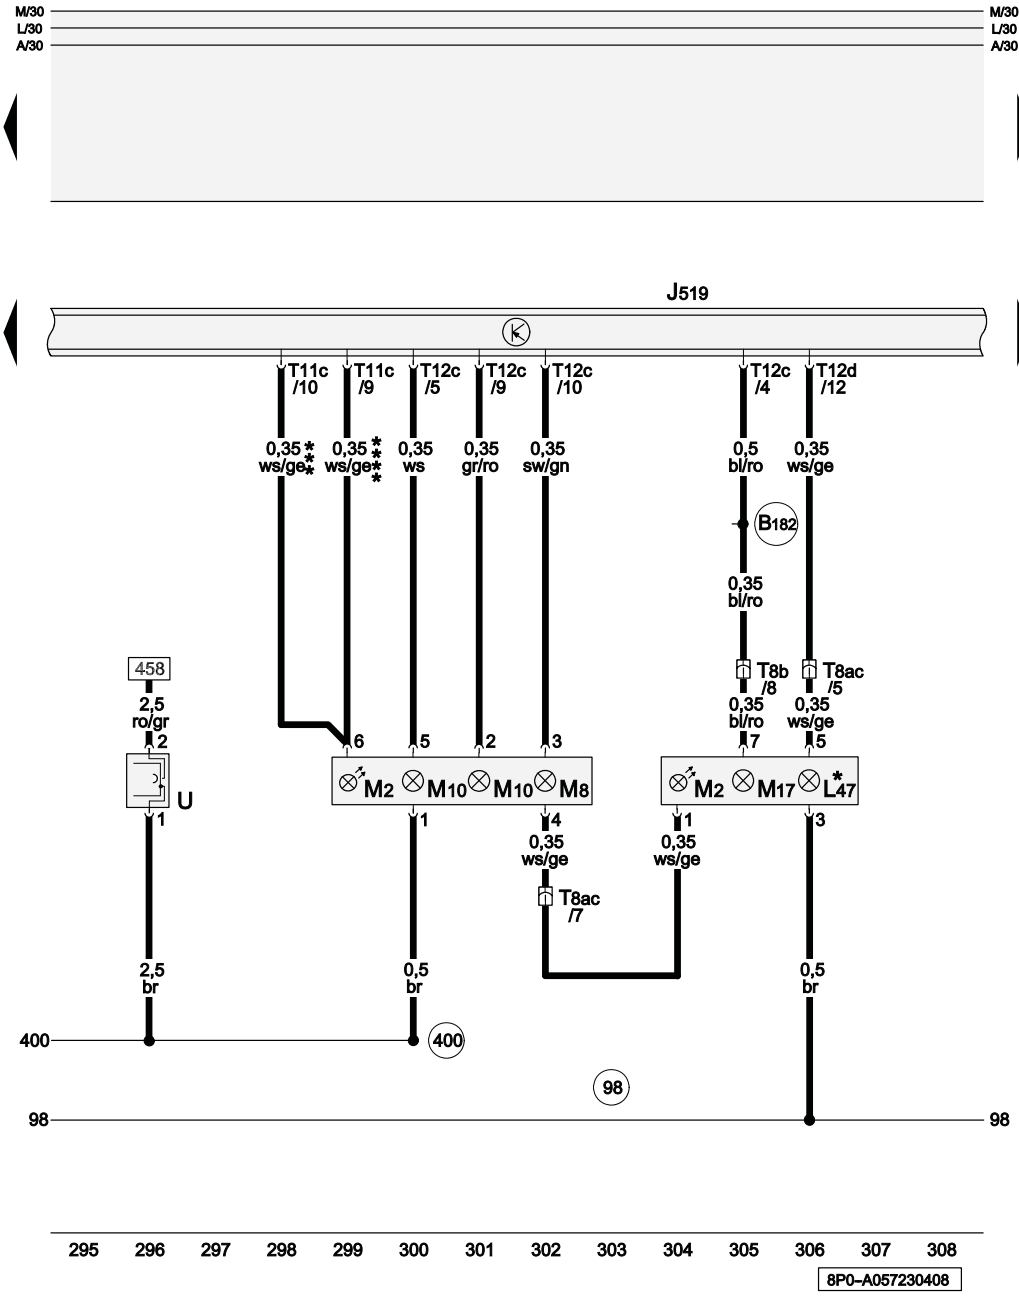 M/30 M/30
L/30 L/30
A/30 A/30
J519
T11c T11c T12c T12c T12c T12c T12d
/10 /9 /5 /9 /10 /4 /12
0,35 *** 0,35 **** 0,35 0,35 0,35 0,5 0,35
ws/ge ws/ge ws gr/ro sw/gn bl/ro ws/ge
B182
0,35
bl/ro
458
T8b T8ac
/8 /5
2,5 0,35 0,35
ro/gr bl/ro ws/ge
2 6 5 2 3 7 5
M2 M10 M10 M8 M2 M17 L47*
U
1 1 4 1 3
0,35 0,35
ws/ge ws/ge
T8ac
/7
2,5 0,5 0,5
br br br
400 400
98
98 98
295 296 297 298 299 300 301 302 303 304 305 306 307 308
8P0-A057230408